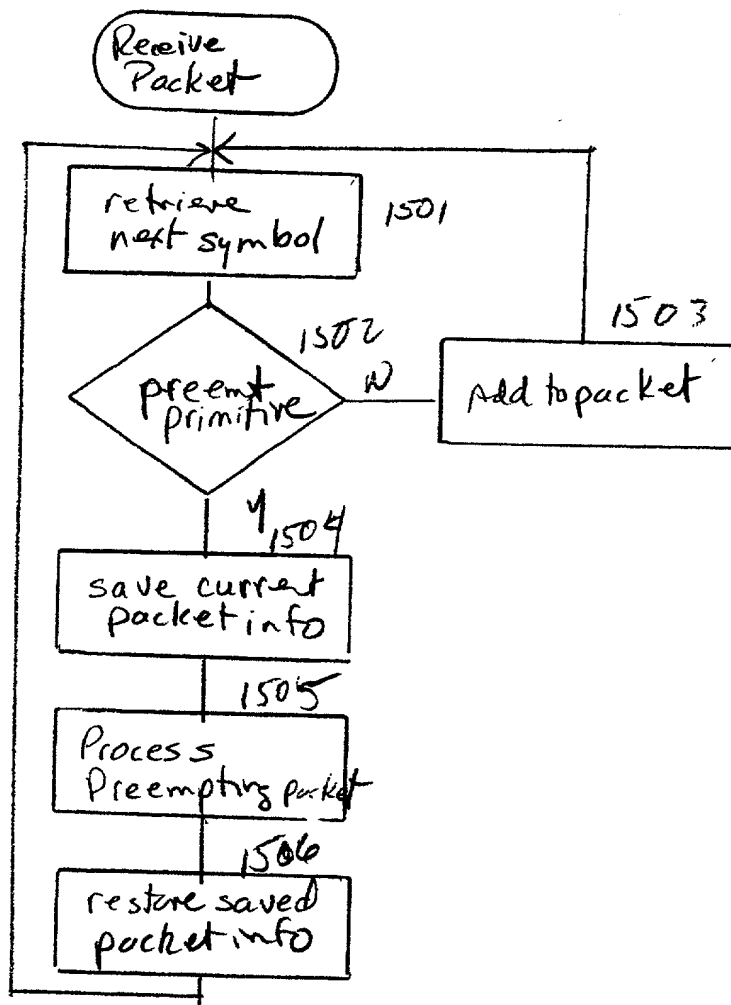 Receive
Packet
retrieve
next symbol
1501
1502
preemt
primitive
N
1503
Add to packet
Y
1504
save current
packet info
1505
Process
Preempting packet
1506
restore saved
packet info